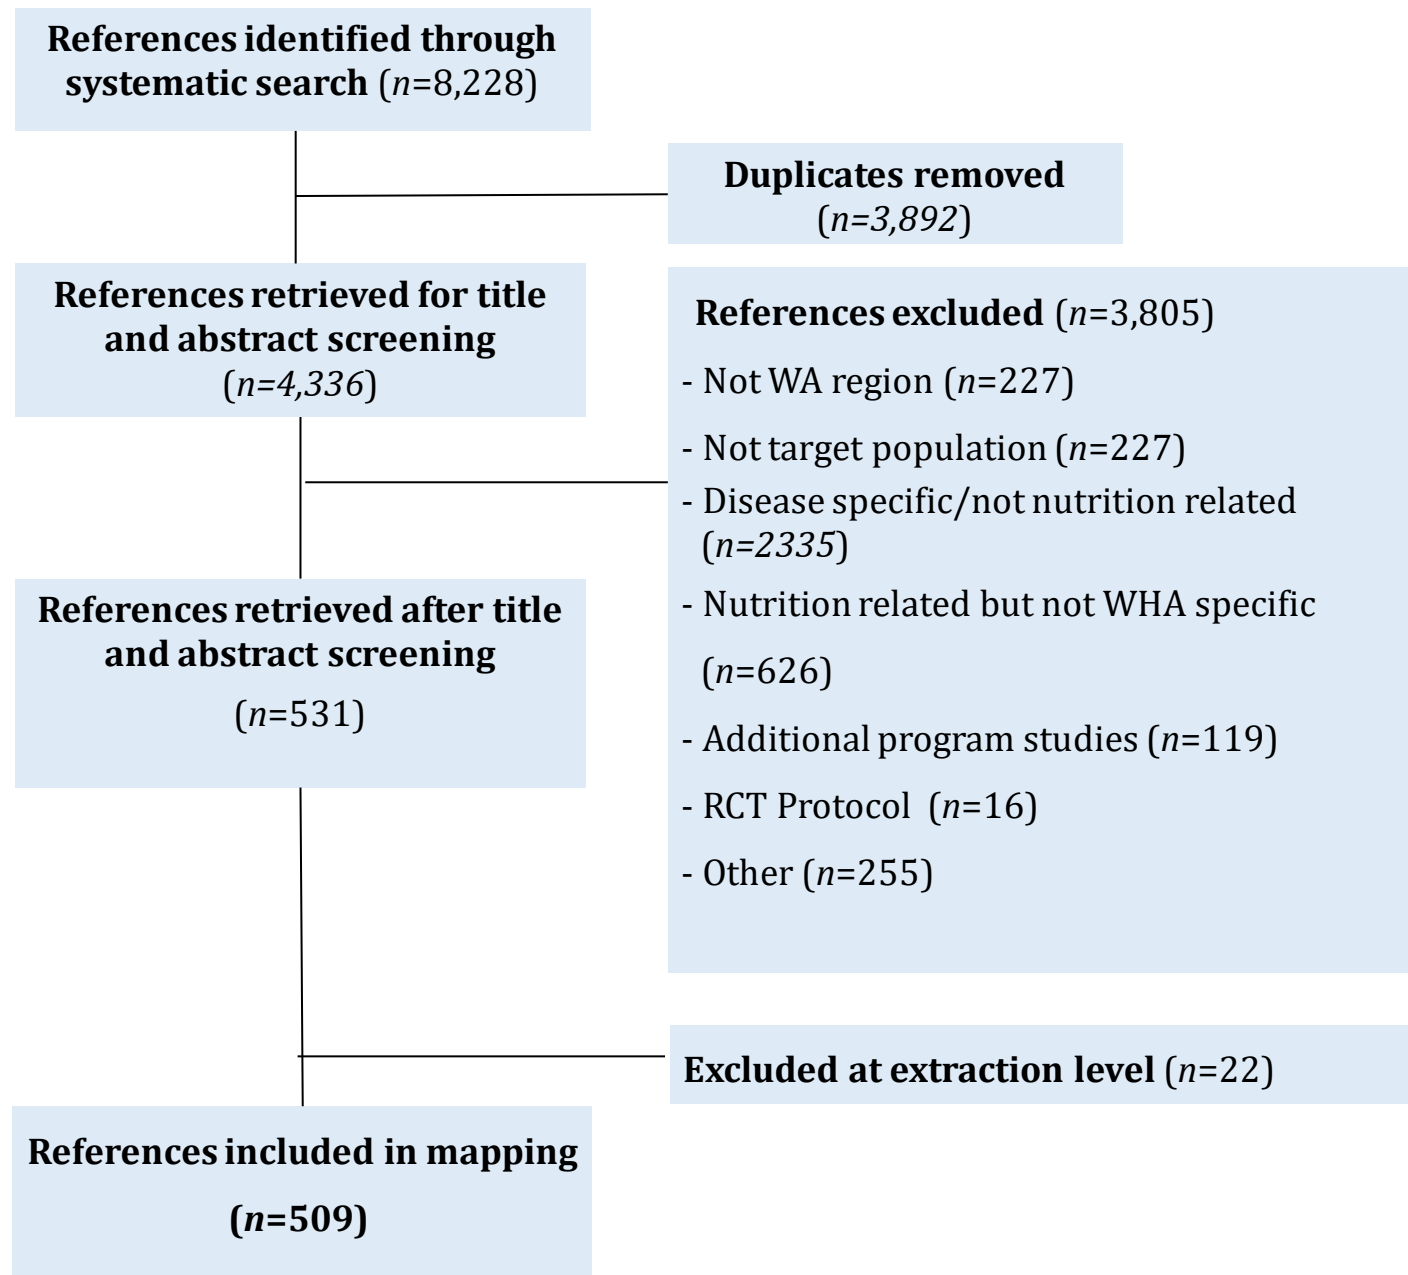 References identified through
systematic search (n=8,228)
Duplicates removed
(n=3,892)
References retrieved for title
and abstract screening
(n=4,336)
References excluded (n=3,805)
- Not WA region (n=227)
- Not target population (n=227)
- Disease specific/not nutrition related
(n=2335)
- Nutrition related but not WHA specific
(n=626)
- Additional program studies (n=119)
- RCT Protocol (n=16)
- Other (n=255)
References retrieved after title
and abstract screening
(n=531)
Excluded at extraction level (n=22)
References included in mapping
(n=509)